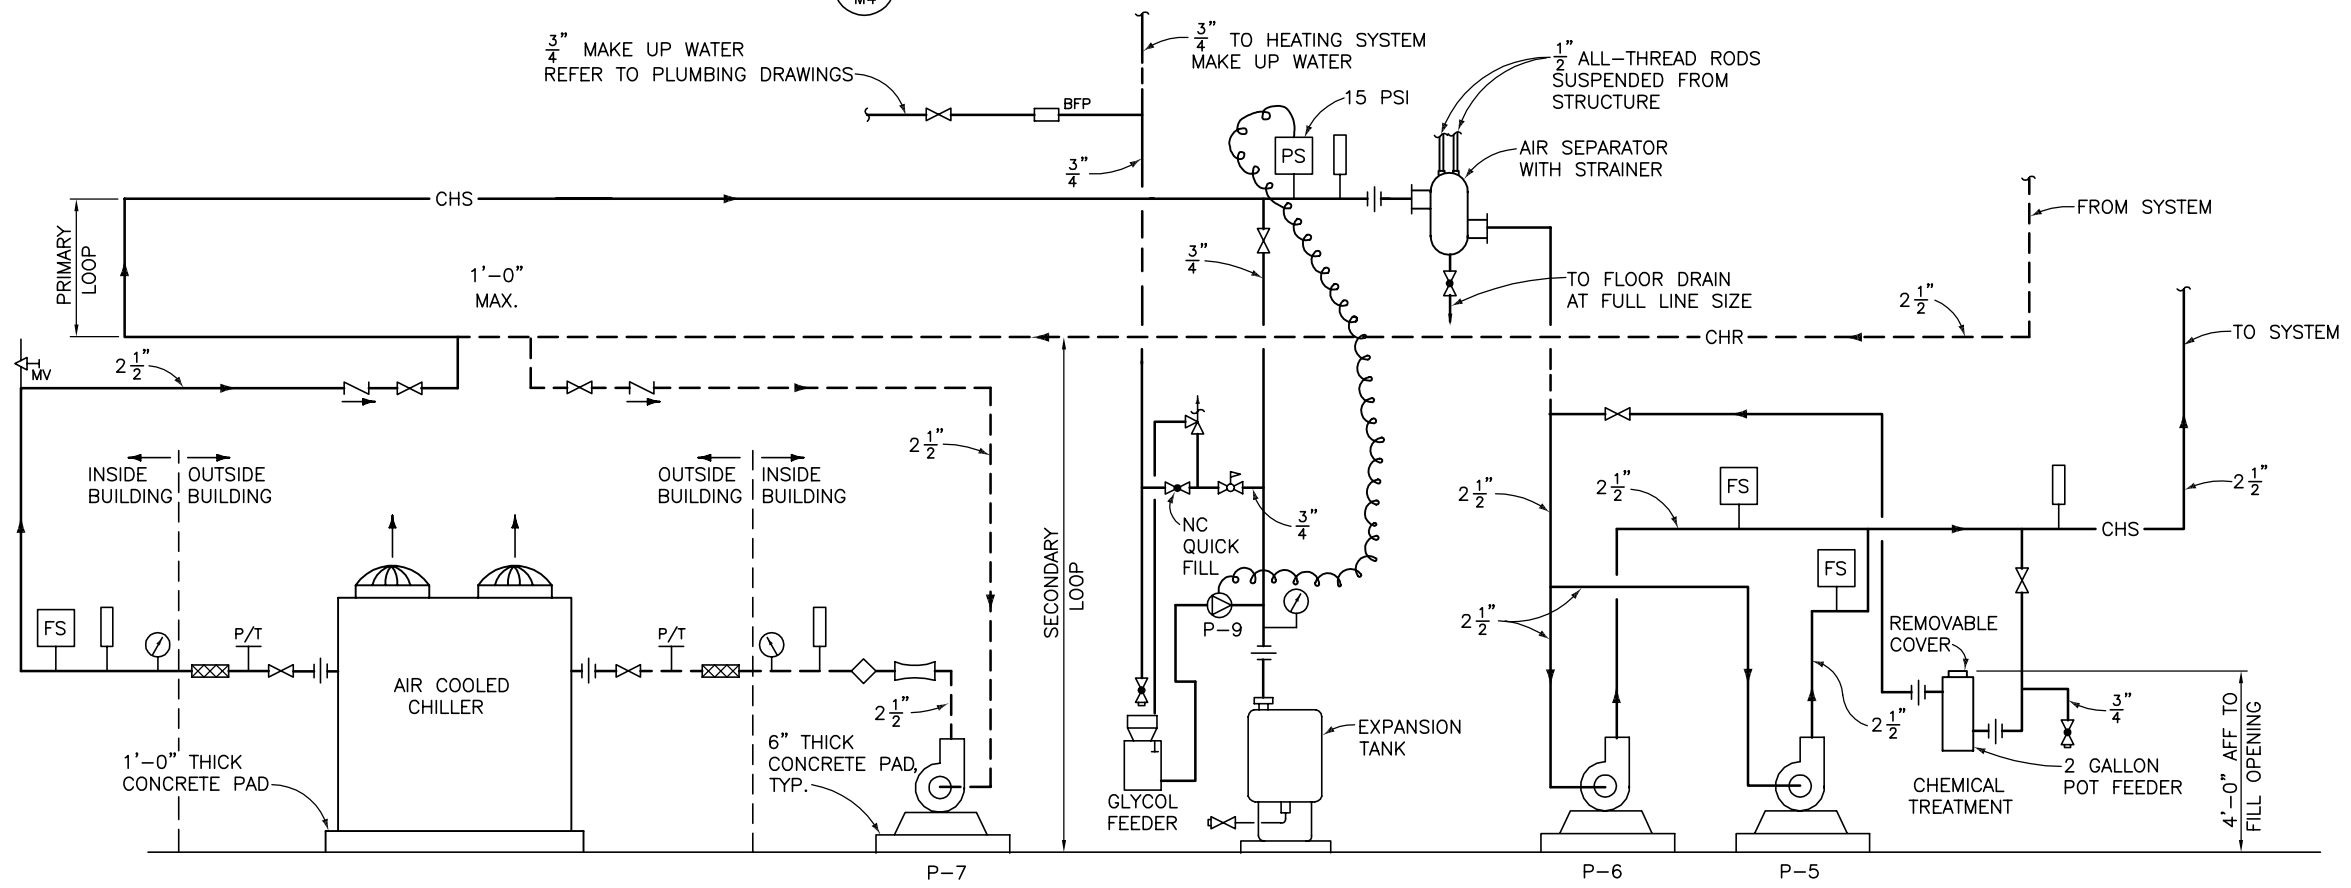 M4
3/4" MAKE UP WATER
REFER TO PLUMBING DRAWINGS
3/4" TO HEATING SYSTEM
MAKE UP WATER
1/2" ALL-THREAD RODS
SUSPENDED FROM
STRUCTURE
15 PSI
BFP
PS
3/4"
AIR SEPARATOR
WITH STRAINER
CHS
FROM SYSTEM
PRIMARY
LOOP
1'-0"
MAX.
3/4"
TO FLOOR DRAIN
AT FULL LINE SIZE
2 1/2"
CHR
TO SYSTEM
MV
2 1/2"
2 1/2"
INSIDE
BUILDING
OUTSIDE
BUILDING
OUTSIDE
BUILDING
INSIDE
BUILDING
2 1/2"
2 1/2"
FS
2 1/2"
NC
QUICK
FILL
3/4"
CHS
SECONDARY
LOOP
FS
FS
P/T
P/T
P-9
2 1/2"
REMOVABLE
COVER
AIR COOLED
CHILLER
2 1/2"
2 1/2"
3/4"
EXPANSION
TANK
1'-0" THICK
CONCRETE PAD
6" THICK
CONCRETE PAD,
TYP.
GLYCOL
FEEDER
CHEMICAL
TREATMENT
2 GALLON
POT FEEDER
4'-0" AFF TO
FILL OPENING
P-7
P-6
P-5